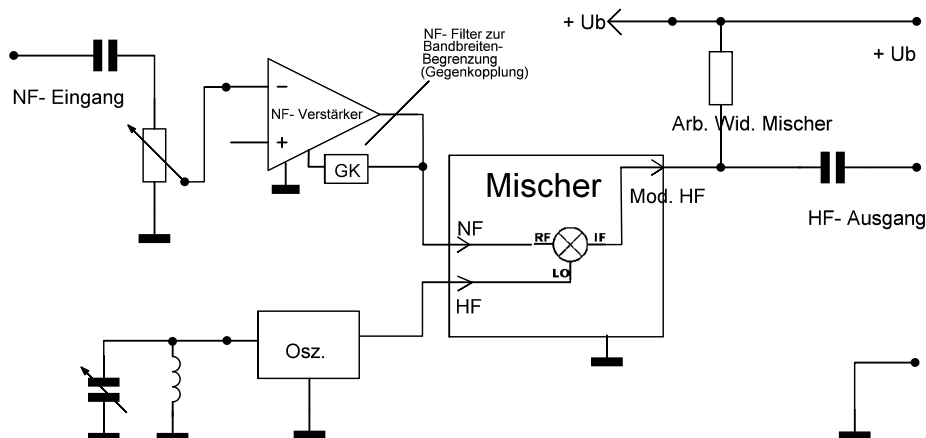 + Ub
+ Ub
NF- Filter zur
Bandbreiten-
Begrenzung
(Gegenkopplung)
NF- Eingang
−
NF- Verstärker
+
GK
Arb. Wid. Mischer
Mischer
Mod. HF
HF- Ausgang
NF
RF
IF
LO
HF
Osz.